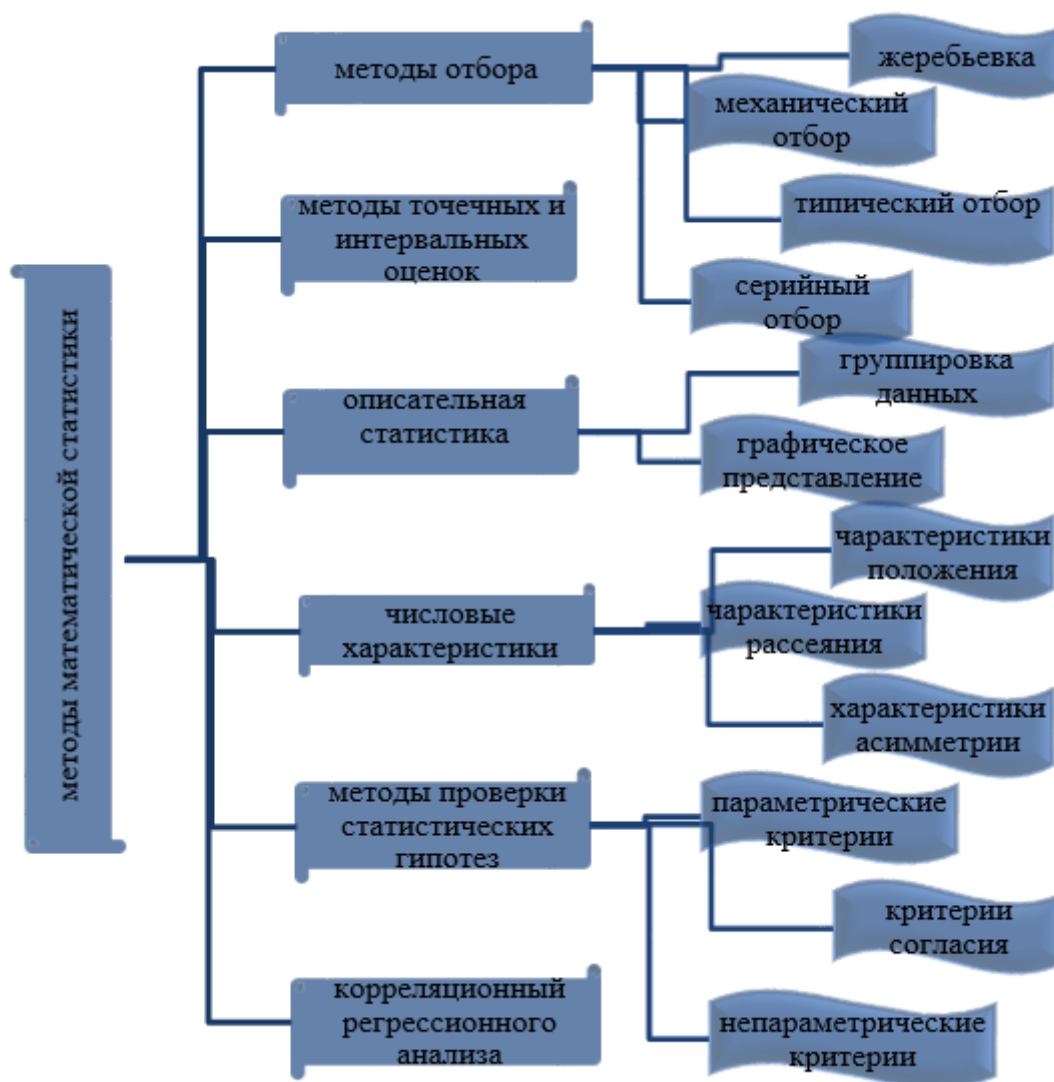 методы математической статистики
методы отбора
жеребьевка
механический
отбор
типический отбор
серийный
отбор
методы точечных и
интервальных
оценок
описательная
статистика
группировка
данных
графическое
представление
числовые
характеристики
чарактеристики
положения
чарактеристики
рассеяния
характеристики
асимметрии
методы проверки
статистических
гипотез
параметрические
критерии
критерии
согласия
непараметрические
критерии
корреляционный
регрессионного
анализа